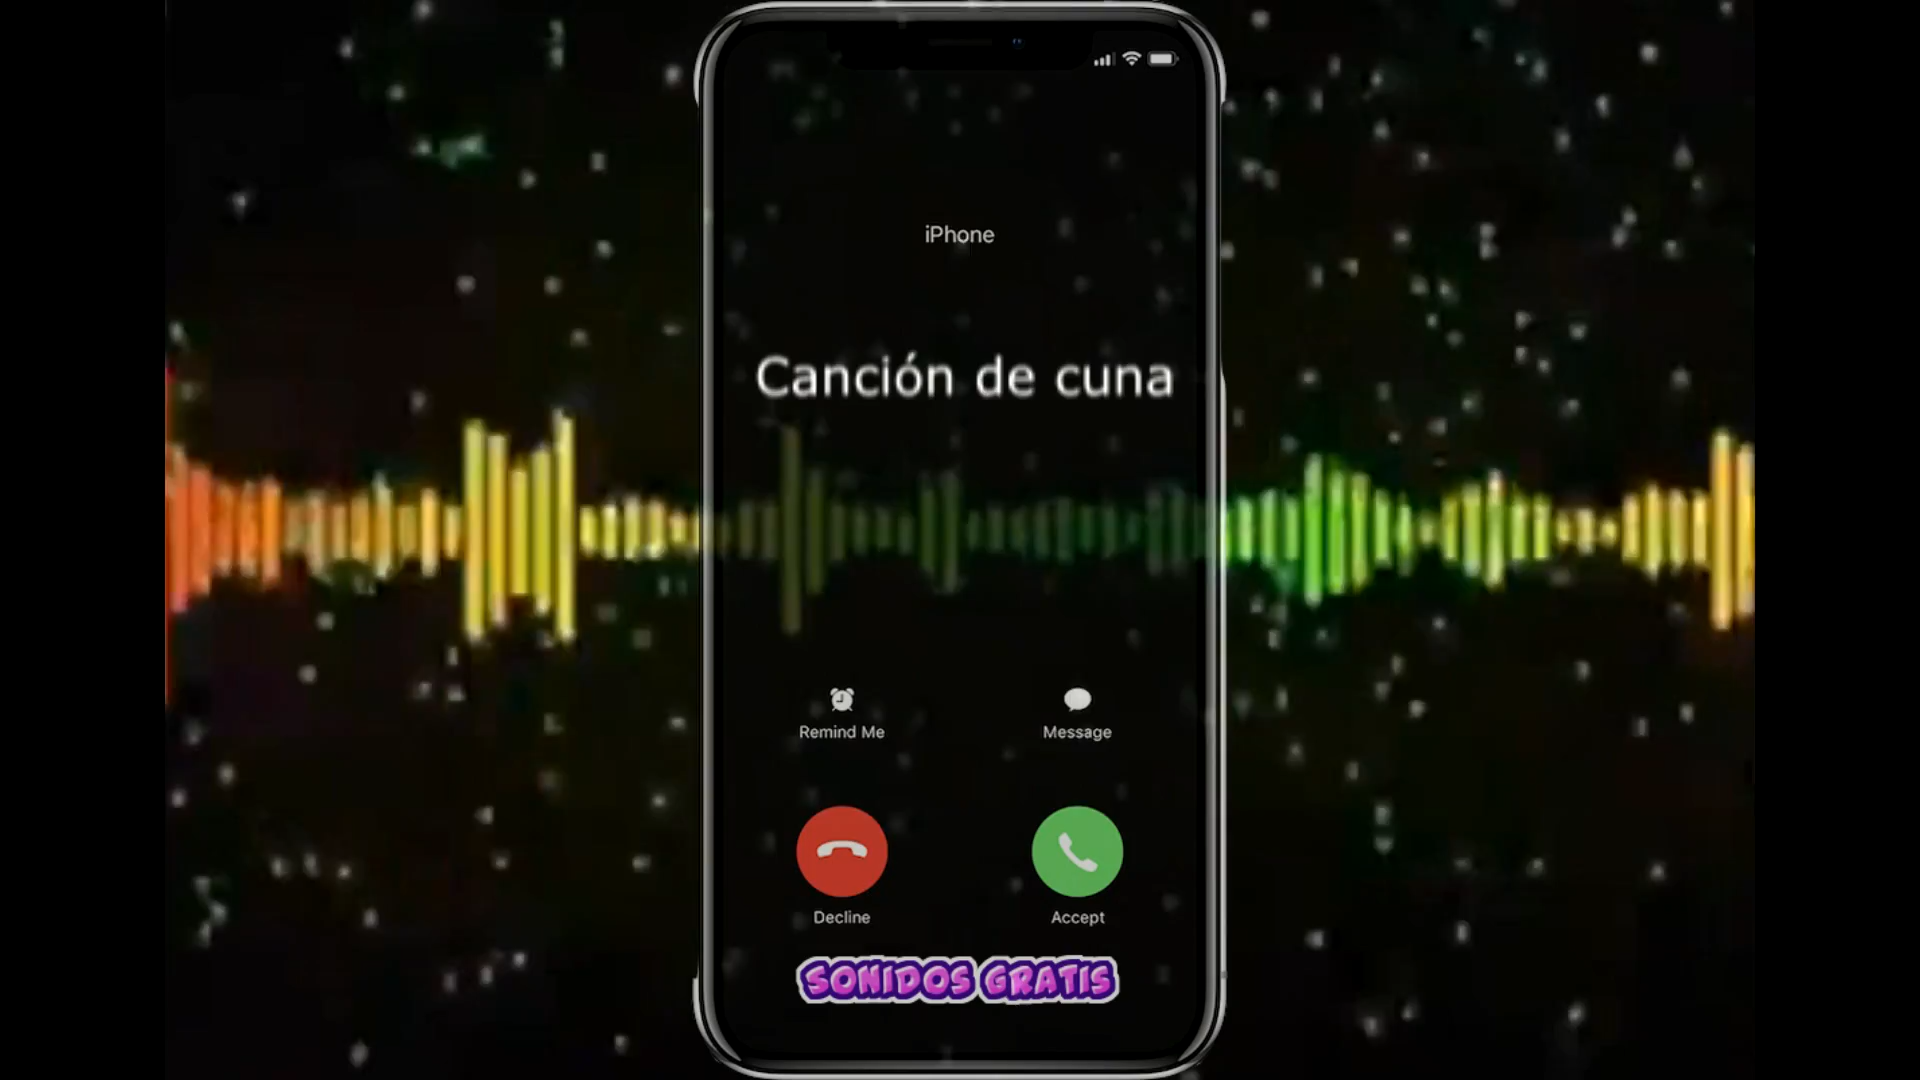 iPhone
Canción de cuna
Remind Me
Message
Decline
Accept
SONIDOS GRATIS